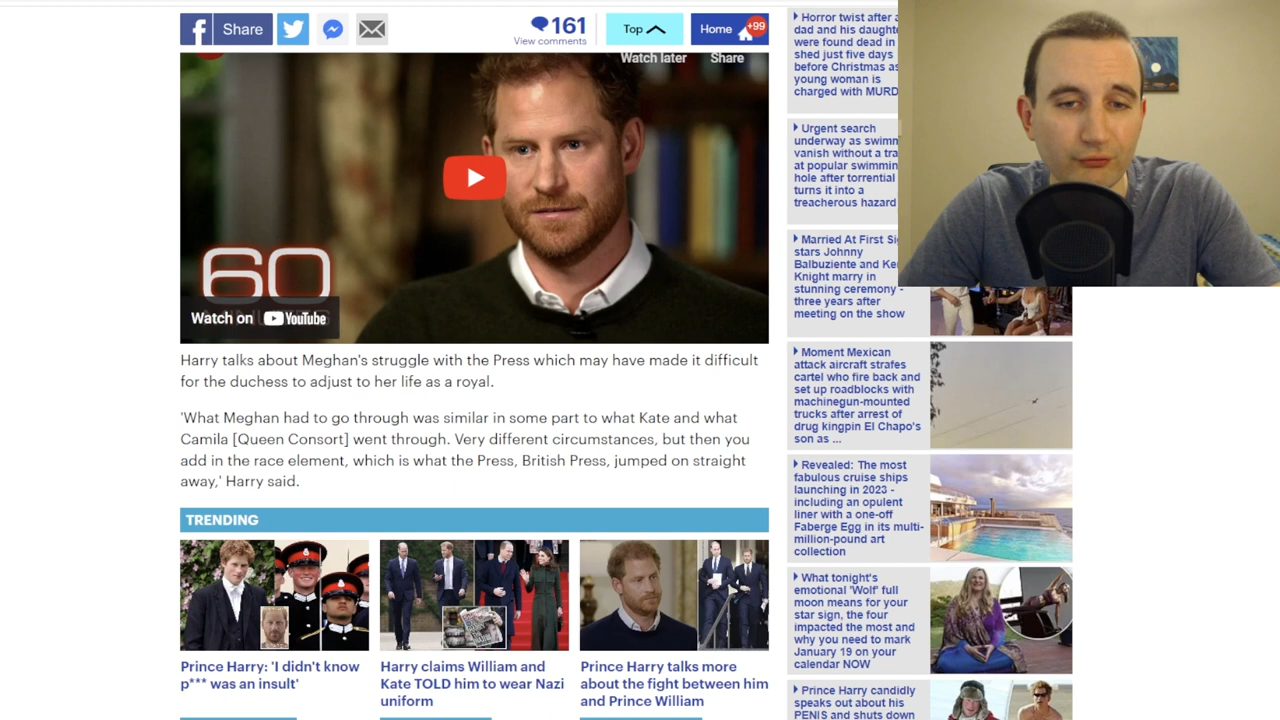 Share
161
View comments
Top
Home
+99
Watch later
Share
60
Watch on YouTube
Harry talks about Meghan's struggle with the Press which may have made it difficult
for the duchess to adjust to her life as a royal.
'What Meghan had to go through was similar in some part to what Kate and what
Camila [Queen Consort] went through. Very different circumstances, but then you
add in the race element, which is what the Press, British Press, jumped on straight
away,' Harry said.
TRENDING
Prince Harry: 'I didn't know
p*** was an insult'
Harry claims William and
Kate TOLD him to wear Nazi
uniform
Prince Harry talks more
about the fight between him
and Prince William
Horror twist after a
dad and his daught
were found dead in
shed just five days
before Christmas as
young woman is
charged with MURD
Urgent search
underway as swimm
vanish without a tra
at popular swimmin
hole after torrential
turns it into a
treacherous hazard
Married At First Si
stars Johnny
Balbuziente and Ke
Knight marry in
stunning ceremony -
three years after
meeting on the show
Moment Mexican
attack aircraft strafes
cartel who fire back and
set up roadblocks with
machinegun-mounted
trucks after arrest of
drug kingpin El Chapo's
son as ...
Revealed: The most
fabulous cruise ships
launching in 2023 -
including an opulent
liner with a one-off
Faberge Egg in its multi-
million-pound art
collection
What tonight's
emotional 'Wolf' full
moon means for your
star sign, the four
impacted the most and
why you need to mark
January 19 on your
calendar NOW
Prince Harry candidly
speaks out about his
PENIS and shuts down